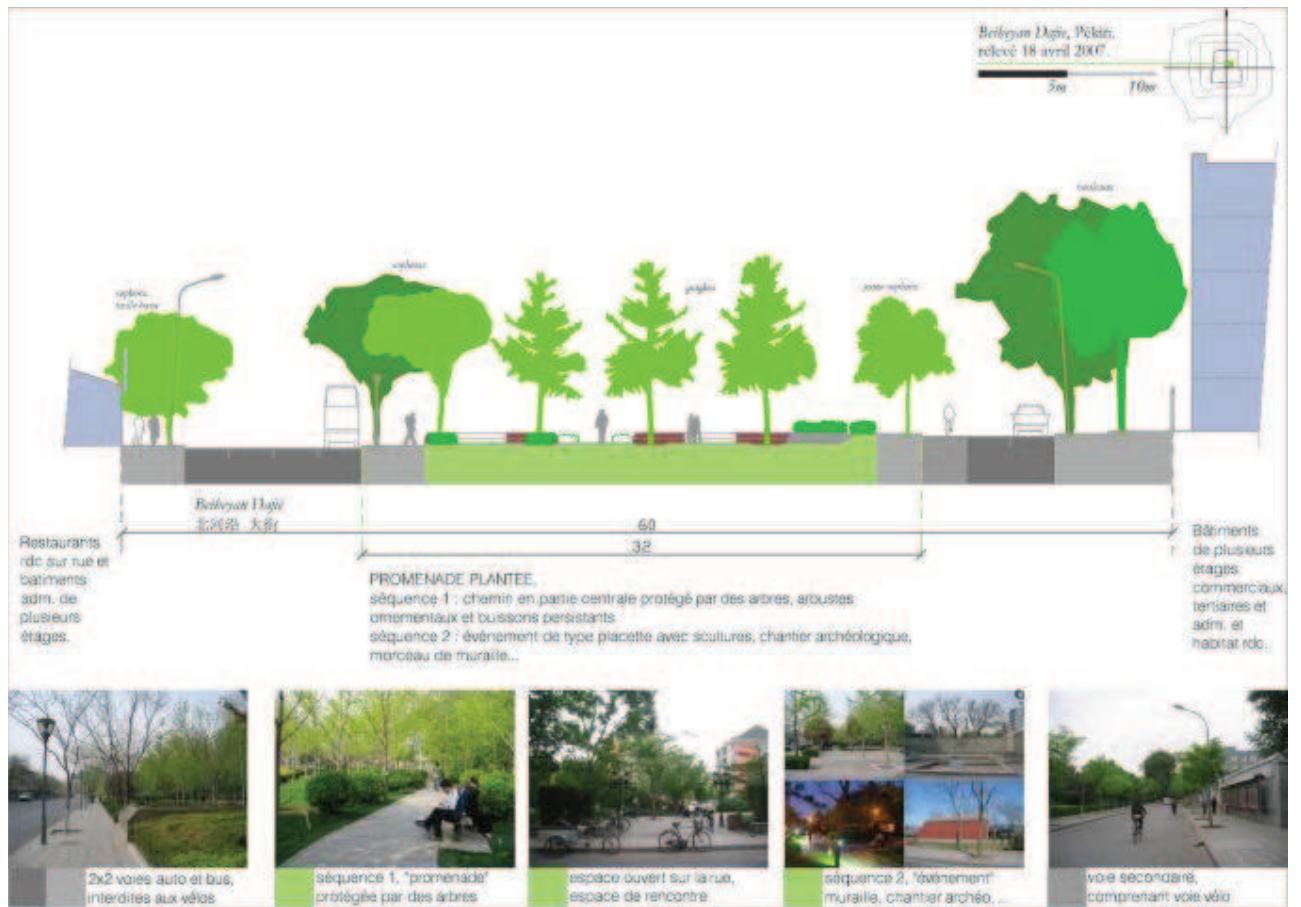 Beiheyan Dajie, Pékin.
relevé 18 avril 2007.
5m 10m
sophora
ginkgos
jeune sophora
Beiheyan Dajie
北河沿 大街
60
32
Restaurants
rdc sur rue et
batiments
adm. de
plusieurs
étages.
PROMENADE PLANTEE,
séquence 1 : chemin en partie centrale protégé par des arbres, arbustes
ornementaux et buissons persistants
séquence 2 : événement de type placette avec scultures, chantier archéologique,
morceau de muraille...
Bâtiments
de plusieurs
étages
commerciaux,
tertiaires et
adm. et
habitat rdc.
2x2 voies auto et bus,
interdites aux vélos
séquence 1, "promenade"
protégée par des arbres
espace ouvert sur la rue,
espace de rencontre
séquence 2, "événement"
muraille, chantier archéo, ...
voie secondaire,
comprenant voie vélo